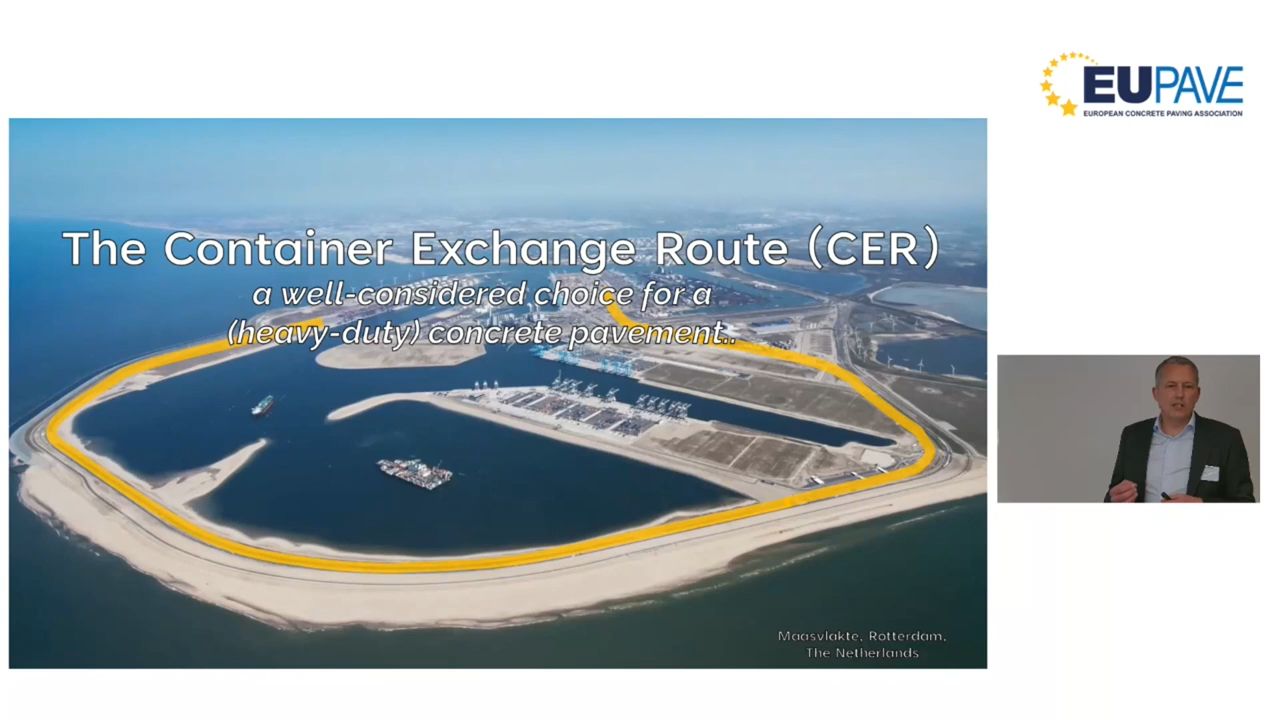 EUPAVE
EUROPEAN CONCRETE PAVING ASSOCIATION
The Container Exchange Route (CER)
a well-considered choice for a
(heavy-duty) concrete pavement..
Maasvlakte, Rotterdam,
The Netherlands